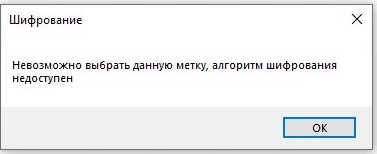 Шифрование
Невозможно выбрать данную метку, алгоритм шифрования
недоступен
OK